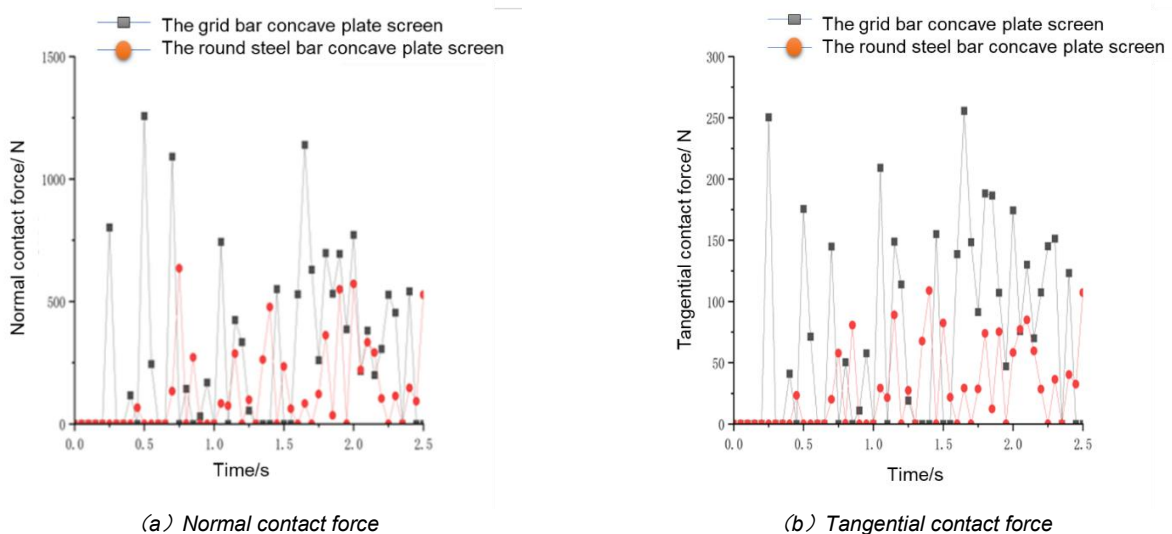 The grid bar concave plate screen
The round steel bar concave plate screen
1500
1000
500
0
Normal contact force/ N
0.0 0.5 1.0 1.5 2.0 2.5
Time/s
（a）Normal contact force
The grid bar concave plate screen
The round steel bar concave plate screen
300
250
200
150
100
50
0
Tangential contact force/ N
0.0 0.5 1.0 1.5 2.0 2.5
Time/s
（b）Tangential contact force